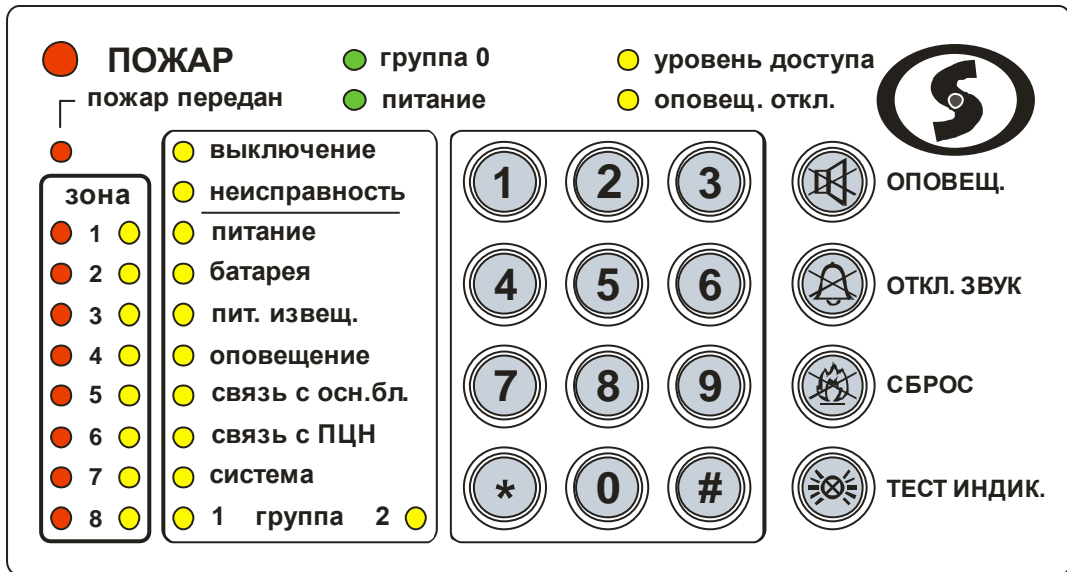 ПОЖАР
группа 0
уровень доступа
пожар передан
питание
оповещ. откл.
зона
1
2
3
4
5
6
7
8
выключение
неисправность
питание
батарея
пит. извещ.
оповещение
связь с осн.бл.
связь с ПЦН
система
1 группа 2
1 2 3
4 5 6
7 8 9
* 0 #
ОПОВЕЩ.
ОТКЛ. ЗВУК
СБРОС
ТЕСТ ИНДИК.